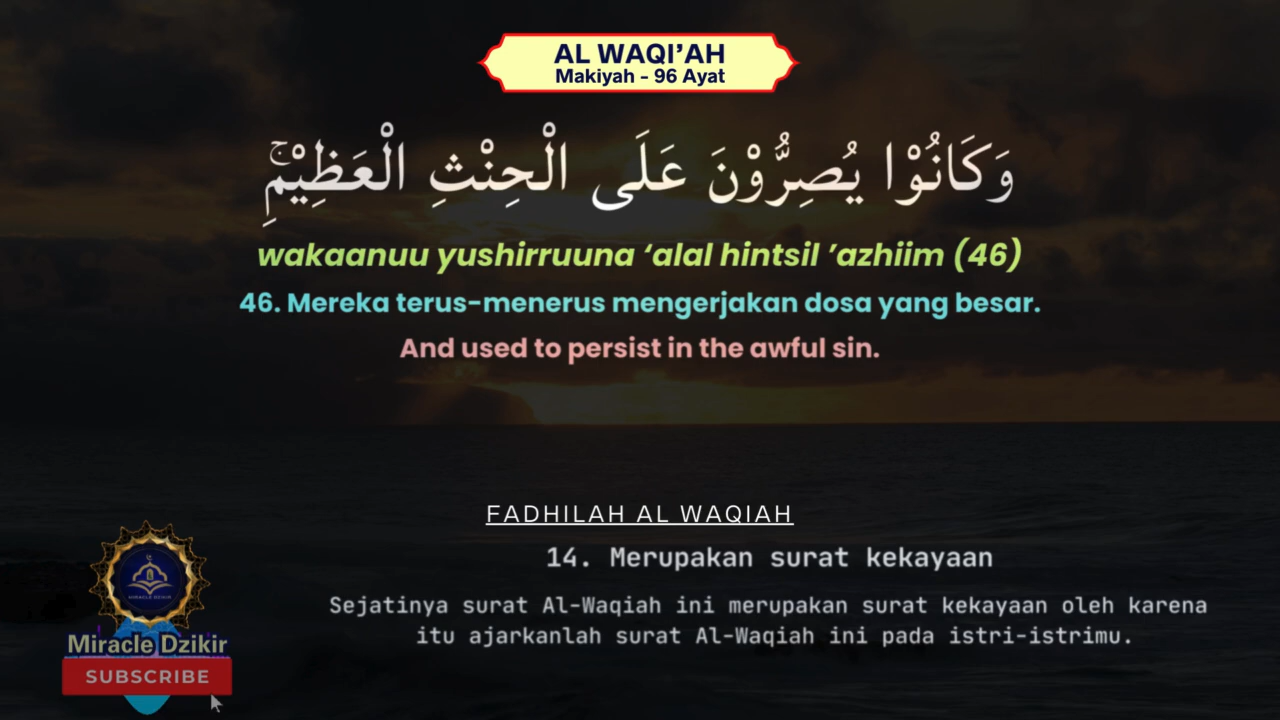 AL WAQI’AH
Makiyah - 96 Ayat
وَكَانُوْا يُصِرُّوْنَ عَلَى الْحِنْثِ الْعَظِيْمِۚ
wakaanuu yushirruuna ‘alal hintsil ’azhiim (46)
46. Mereka terus-menerus mengerjakan dosa yang besar.
And used to persist in the awful sin.
FADHILAH AL WAQIAH
14. Merupakan surat kekayaan
Sejatinya surat Al-Waqiah ini merupakan surat kekayaan oleh karena
itu ajarkanlah surat Al-Waqiah ini pada istri-istrimu.
MIRACLE DZIKIR
Miracle Dzikir
SUBSCRIBE